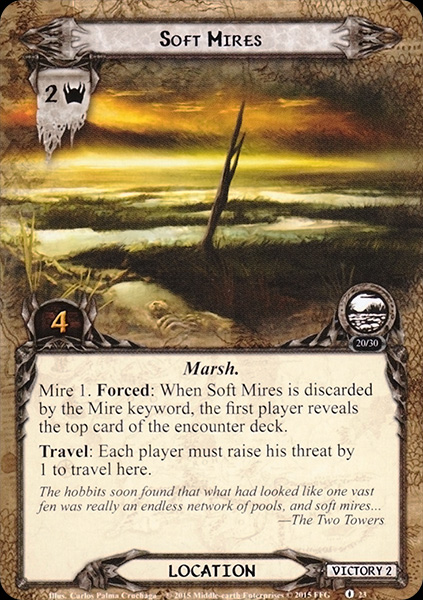 SOFT MIRES
2
4
20/30
Marsh.
Mire 1. Forced: When Soft Mires is discarded
by the Mire keyword, the first player reveals
the top card of the encounter deck.
Travel: Each player must raise his threat by
1 to travel here.
The hobbits soon found that what had looked like one vast
fen was really an endless network of pools, and soft mires...
—The Two Towers
LOCATION
VICTORY 2
Illus. Carlos Palma Cruchaga © 2015 Middle-earth Enterprises © 2015 FFG 23